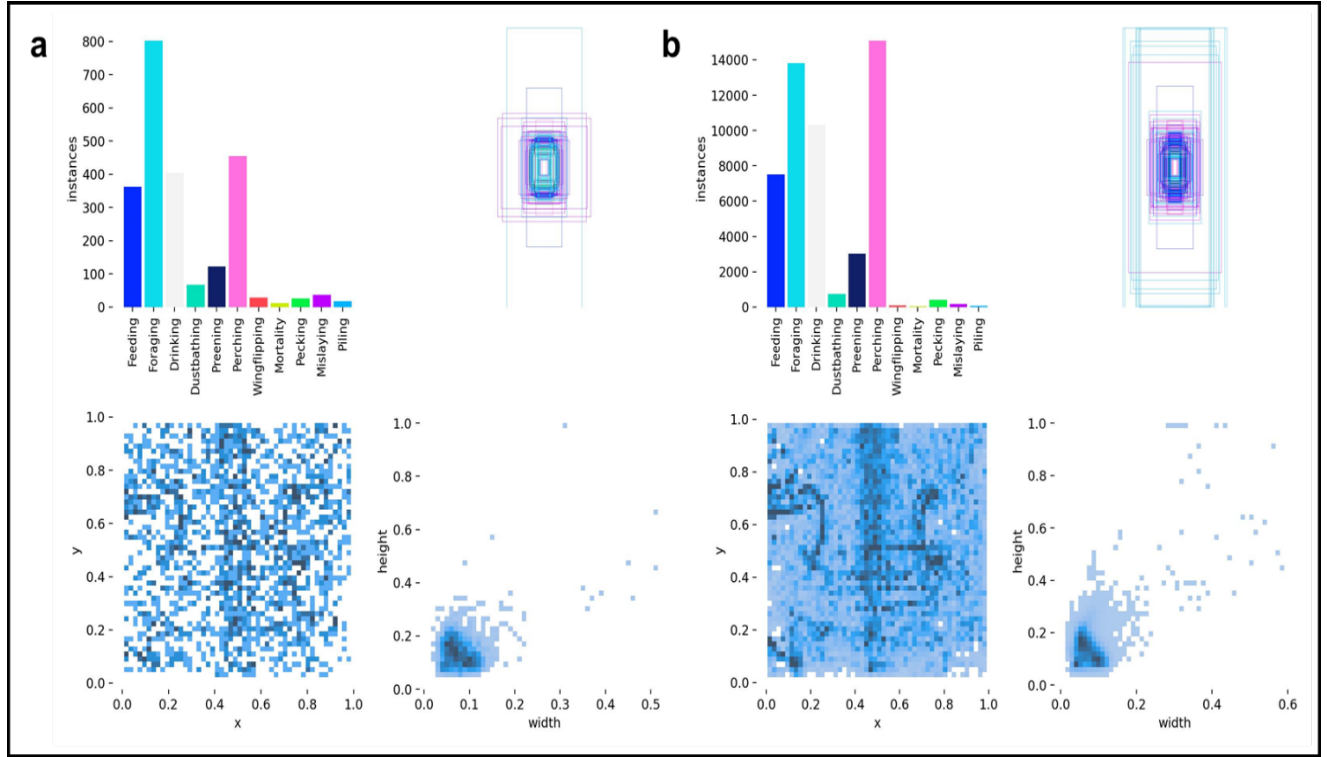 a
800
700
600
500
400
300
200
100
0
instances
Feeding
Foraging
Drinking
Dustbathing
Preening
Perching
Wingflipping
Mortality
Pecking
Mislaying
Piling
b
14000
12000
10000
8000
6000
4000
2000
0
instances
Feeding
Foraging
Drinking
Dustbathing
Preening
Perching
Wingflipping
Mortality
Pecking
Mislaying
Piling
1.0
0.8
0.6
0.4
0.2
0.0
y
0.0 0.2 0.4 0.6 0.8 1.0
x
1.0
0.8
0.6
0.4
0.2
0.0
height
0.0 0.1 0.2 0.3 0.4 0.5
width
1.0
0.8
0.6
0.4
0.2
0.0
y
0.0 0.2 0.4 0.6 0.8 1.0
x
1.0
0.8
0.6
0.4
0.2
0.0
height
0.0 0.2 0.4 0.6
width